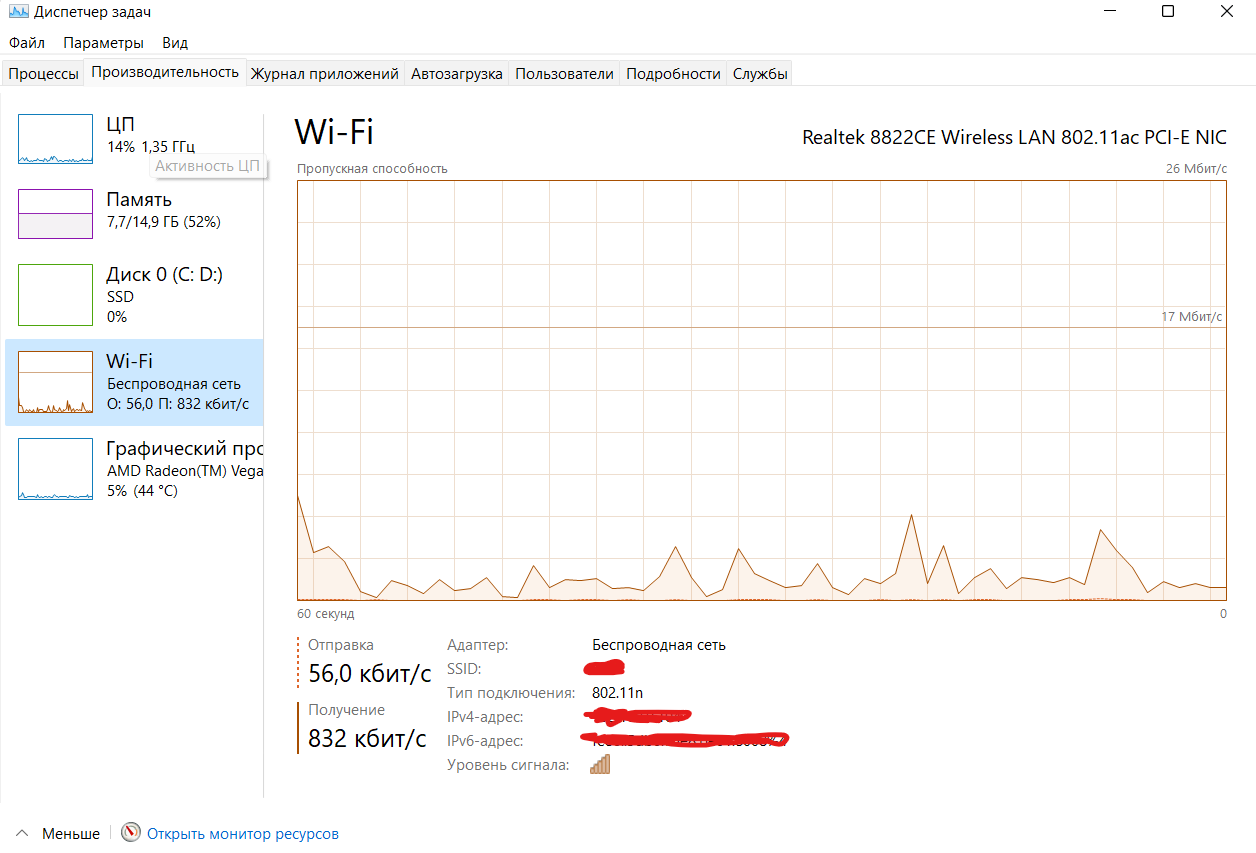 Диспетчер задач
Файл Параметры Вид
Процессы Производительность Журнал приложений Автозагрузка Пользователи Подробности Службы
ЦП
14% 1,35 ГГц
Активность ЦП
Память
7,7/14,9 ГБ (52%)
Диск 0 (C: D:)
SSD
0%
Wi-Fi
Беспроводная сеть
О: 56,0 П: 832 кбит/с
Графический прс
AMD Radeon(TM) Vega
5% (44 °C)
Wi-Fi
Realtek 8822CE Wireless LAN 802.11ac PCI-E NIC
Пропускная способность
26 Мбит/с
17 Мбит/с
60 секунд
0
Отправка
56,0 кбит/с
Получение
832 кбит/с
Адаптер: Беспроводная сеть
SSID:
Тип подключения: 802.11n
IPv4-адрес:
IPv6-адрес:
Уровень сигнала:
Меньше
Открыть монитор ресурсов